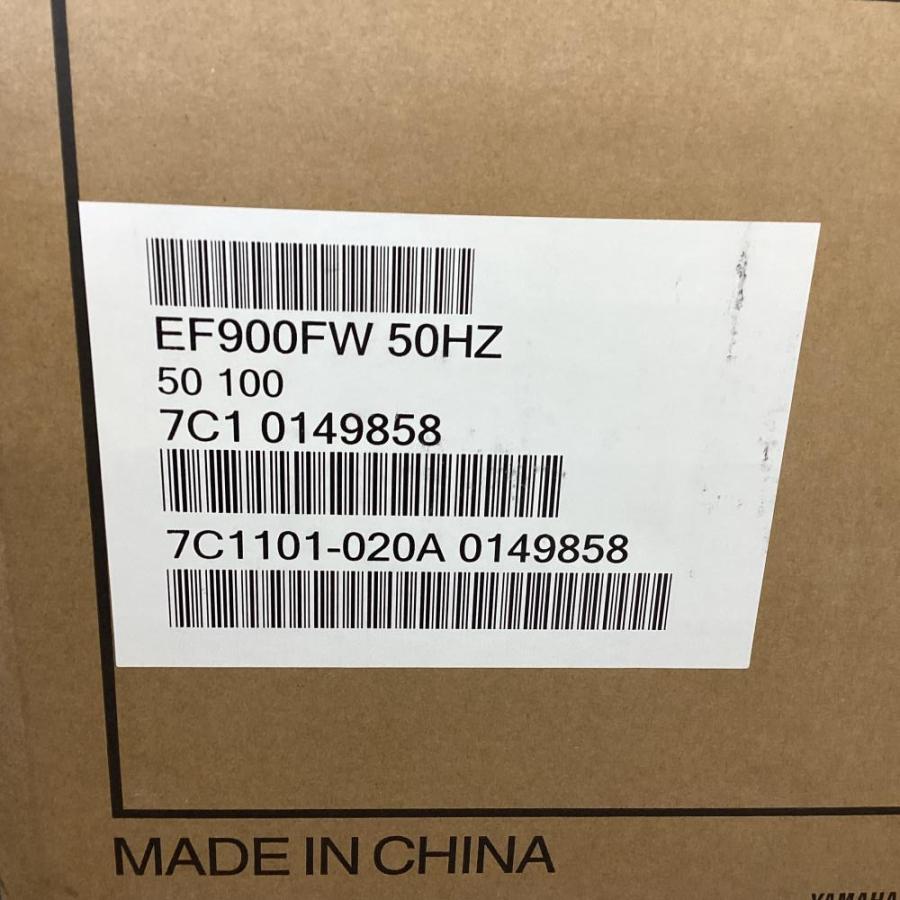 EF900FW 50HZ
50 100
7C1 0149858
7C1101-020A 0149858
MADE IN CHINA
YAMAHA